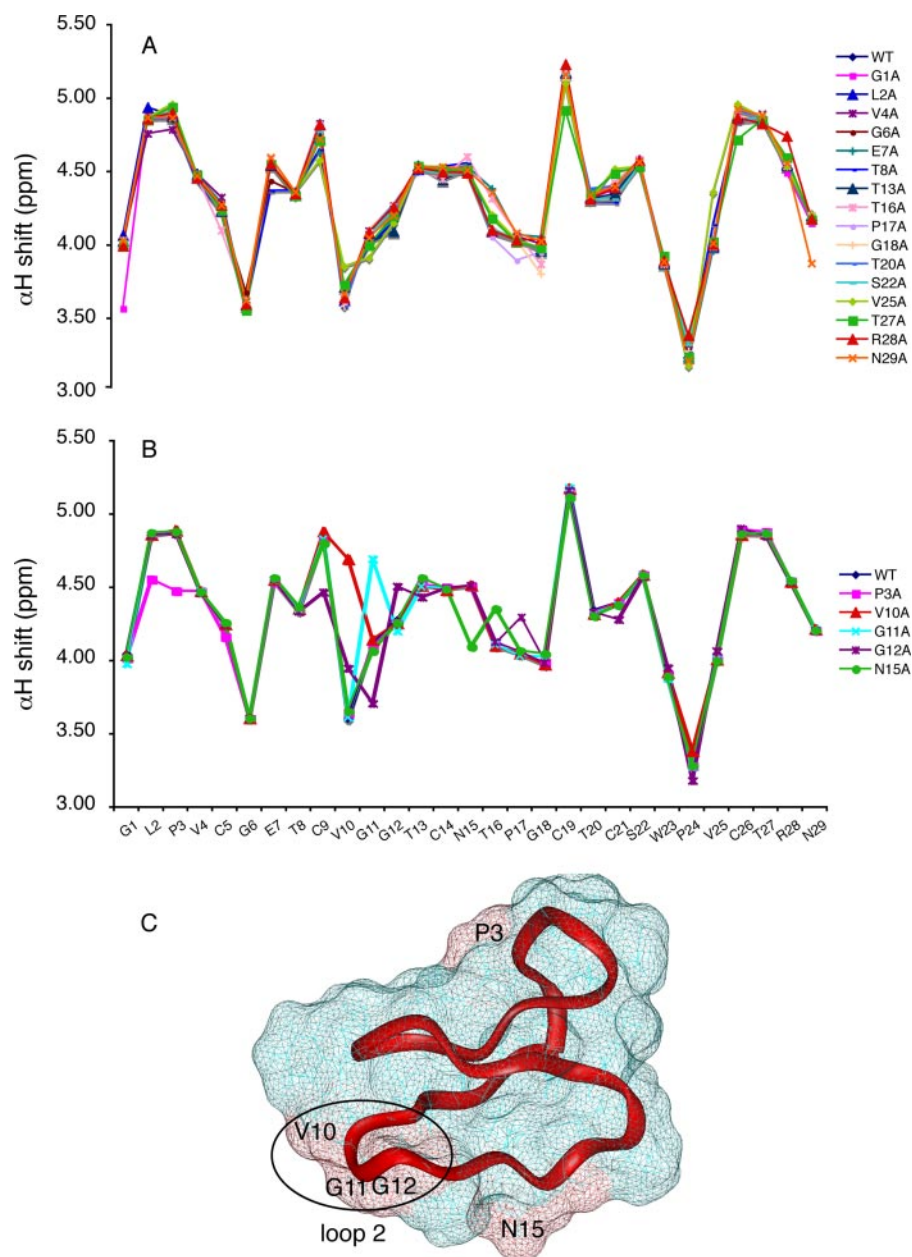 A
αH shift (ppm)
5.50
5.00
4.50
4.00
3.50
3.00
WT
G1A
L2A
V4A
G6A
E7A
T8A
T13A
T16A
P17A
G18A
T20A
S22A
V25A
T27A
R28A
N29A
B
αH shift (ppm)
5.50
5.00
4.50
4.00
3.50
3.00
WT
P3A
V10A
G11A
G12A
N15A
G1 L2 P3 V4 C5 G6 E7 T8 C9 V10 G11 G12 T13 C14 N15 T16 P17 G18 C19 T20 C21 S22 W23 P24 V25 C26 T27 R28 N29
C
P3
V10
G11 G12
loop 2
N15